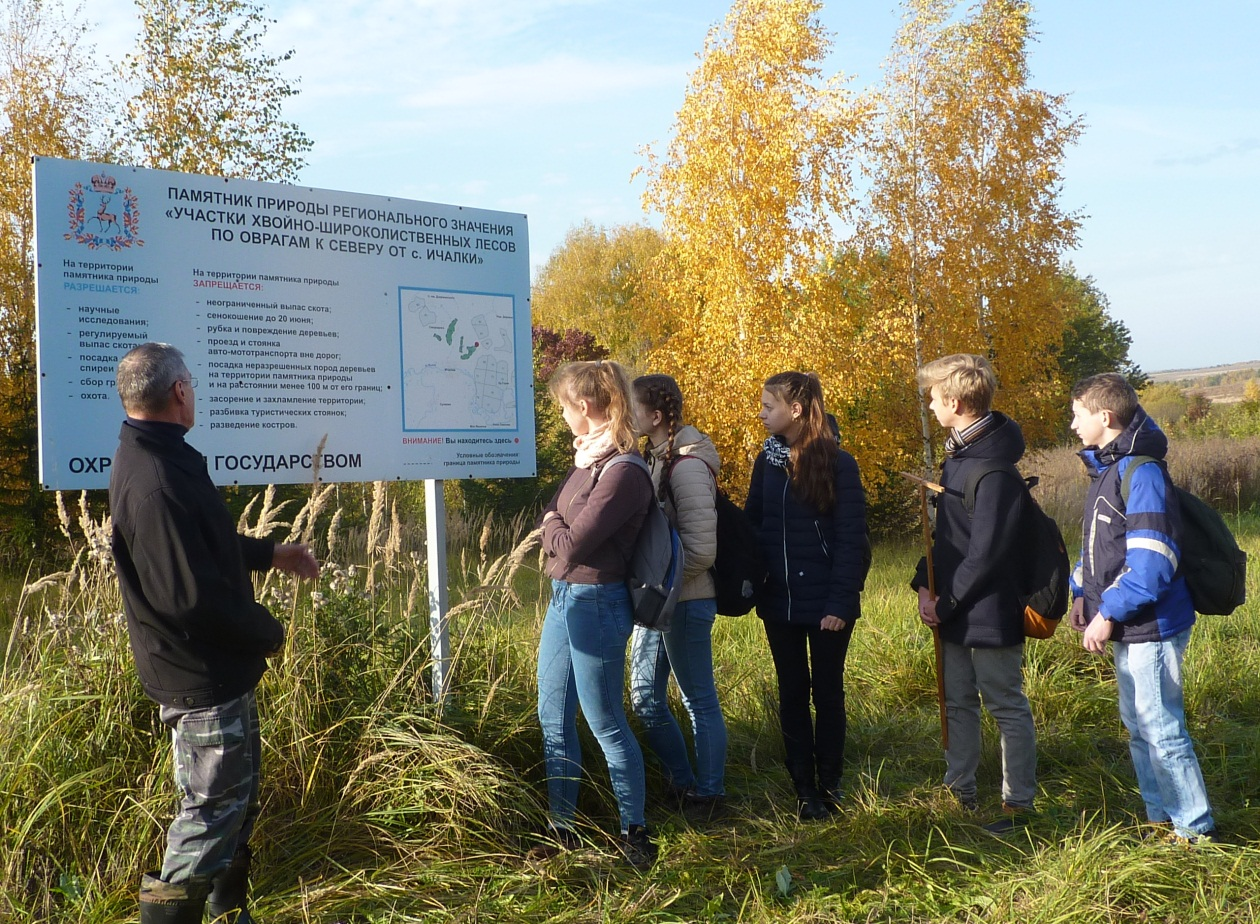 ПАМЯТНИК ПРИРОДЫ РЕГИОНАЛЬНОГО ЗНАЧЕНИЯ
«УЧАСТКИ ХВОЙНО-ШИРОКОЛИСТВЕННЫХ ЛЕСОВ
ПО ОВРАГАМ К СЕВЕРУ ОТ с. ИЧАЛКИ»
На территории
памятника природы
РАЗРЕШАЕТСЯ:
- научные
исследования;
- регулируемый
выпас скота
- посадка
спиреи
- сбор
- охота.
На территории памятника природы
ЗАПРЕЩАЕТСЯ:
- неограниченный выпас скота;
- сенокошение до 20 июня;
- рубка и повреждение деревьев;
- проезд и стоянка
авто-мототранспорта вне дорог;
- посадка неразрешенных пород деревьев
на территории памятника природы
и на расстоянии менее 100 м от его границ;
- засорение и захламление территории;
- разбивка туристических стоянок;
- разведение костров.
ВНИМАНИЕ! Вы находитесь здесь
Условные обозначения:
граница памятника природы
ГОСУДАРСТВОМ